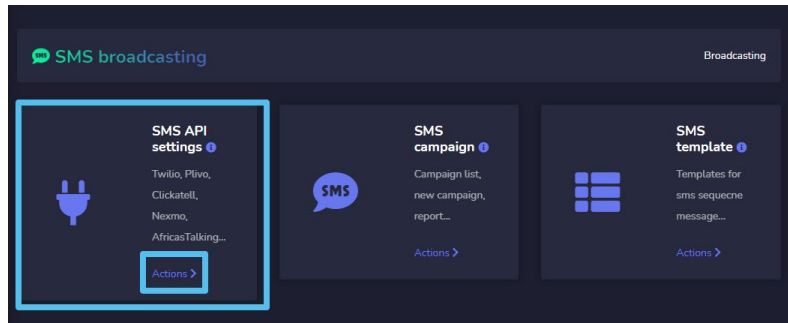 SMS SMS broadcasting
Broadcasting
SMS API
settings
Twilio, Plivo,
Clickatell,
Nexmo,
AfricasTalking...
Actions
SMS
SMS
campaign
Campaign list,
new campaign,
report...
Actions
SMS
template
Templates for
sms sequecne
message...
Actions